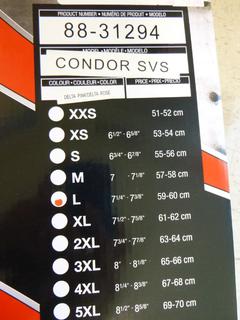 PRODUCT NUMBER • NUMÉRO DE PRODUIT • MODELO
88-31294
MODEL • MODÈLE • MODELO
CONDOR SVS
COLOUR • COULEUR • COLOR PRICE • PRIX • PRECIO
DELTA PINK/DELTA ROSE
XXS 51-52 cm
XS 6 1/2" - 6 5/8" 53-54 cm
S 6 3/4" - 6 7/8" 55-56 cm
M 7 - 7 1/8" 57-58 cm
L 7 1/4" - 7 3/8" 59-60 cm
XL 7 1/2" - 7 5/8" 61-62 cm
2XL 7 3/4" - 7 7/8" 63-64 cm
3XL 8" - 8 1/8" 65-66 cm
4XL 8 1/4" - 8 3/8" 67-68 cm
5XL 8 1/2" - 8 5/8" 69-70 cm